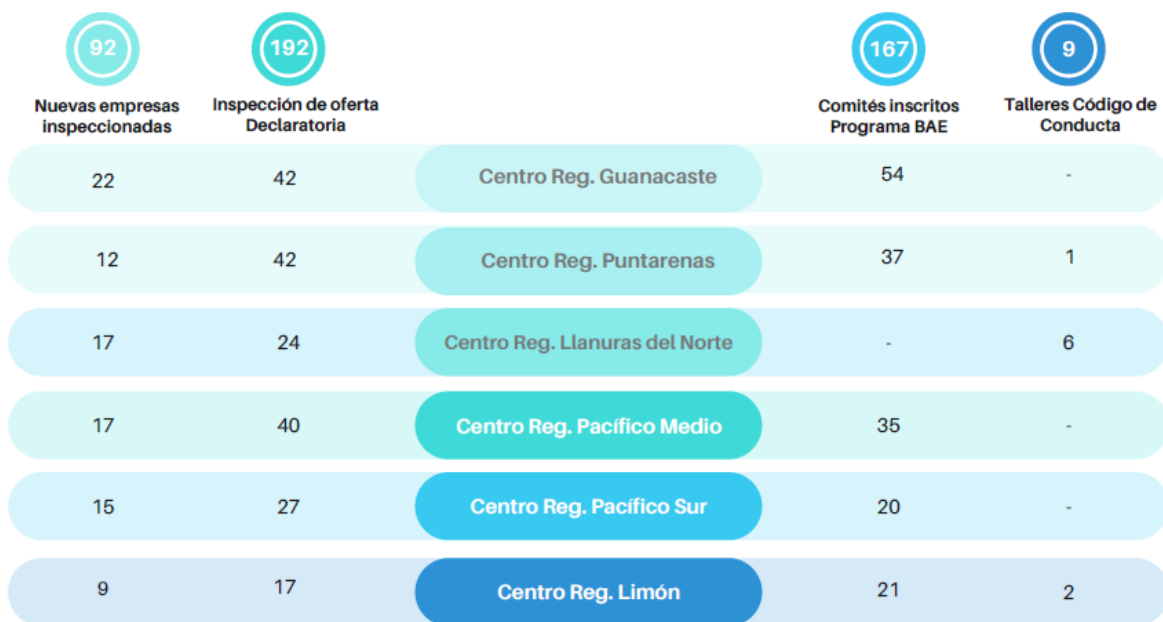 92 192 167 9
Nuevas empresas
inspeccionadas
Inspección de oferta
Declaratoria
Comités inscritos
Programa BAE
Talleres Código de
Conducta
22 42 Centro Reg. Guanacaste 54 -
12 42 Centro Reg. Puntarenas 37 1
17 24 Centro Reg. Llanuras del Norte - 6
17 40 Centro Reg. Pacífico Medio 35 -
15 27 Centro Reg. Pacífico Sur 20 -
9 17 Centro Reg. Limón 21 2